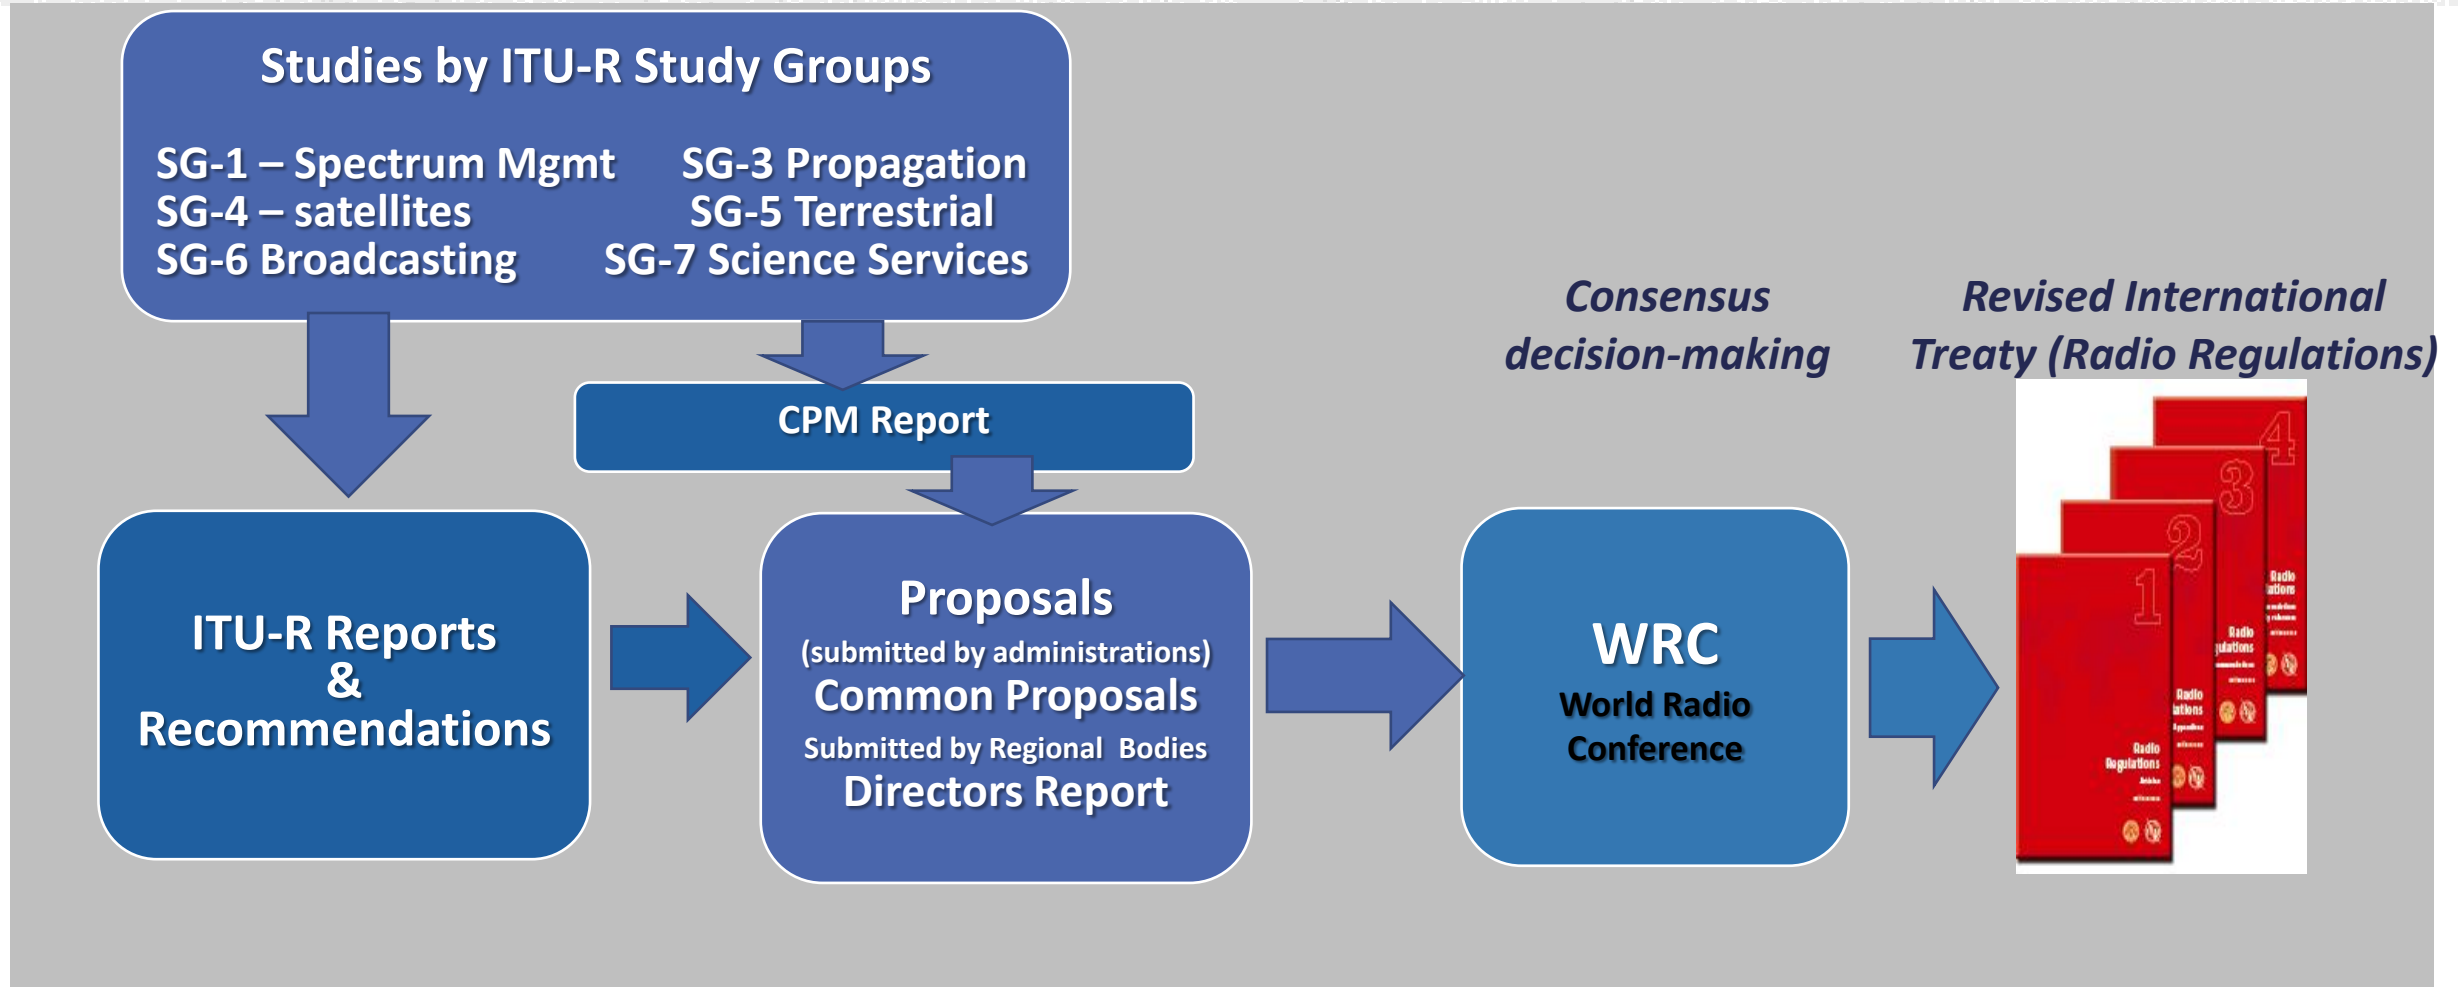 Studies by ITU-R Study Groups
SG-1 – Spectrum Mgmt SG-3 Propagation
SG-4 – satellites SG-5 Terrestrial
SG-6 Broadcasting SG-7 Science Services
CPM Report
ITU-R Reports
&
Recommendations
Proposals
(submitted by administrations)
Common Proposals
Submitted by Regional Bodies
Directors Report
Consensus
decision-making
WRC
World Radio
Conference
Revised International
Treaty (Radio Regulations)
4
Radio
3
Radio
2
Radio
1
Radio
Regulations